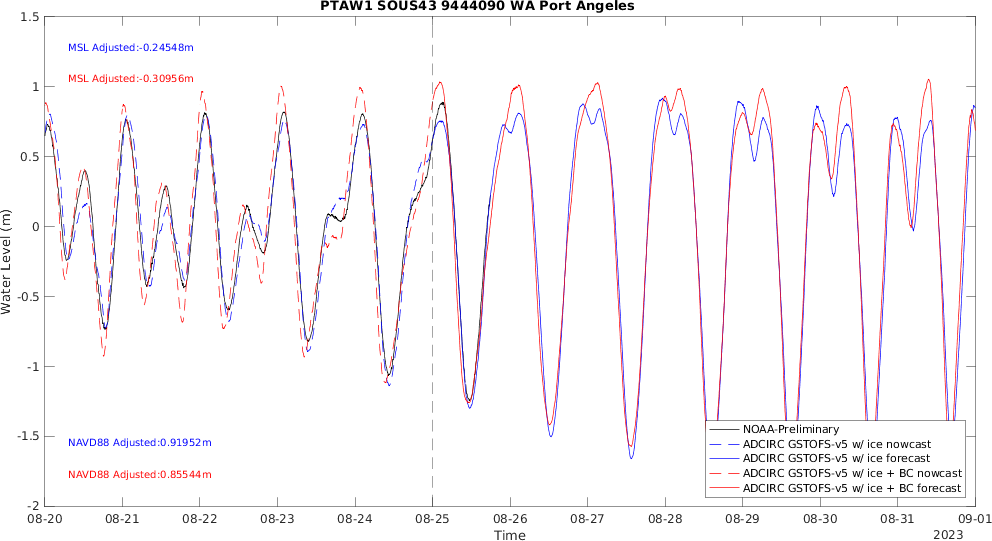 PTAW1 SOUS43 9444090 WA Port Angeles
1.5
1
0.5
0
-0.5
-1
-1.5
-2
Water Level (m)
MSL Adjusted:-0.24548m
MSL Adjusted:-0.30956m
NAVD88 Adjusted:0.91952m
NAVD88 Adjusted:0.85544m
NOAA-Preliminary
ADCIRC GSTOFS-v5 w/ ice nowcast
ADCIRC GSTOFS-v5 w/ ice forecast
ADCIRC GSTOFS-v5 w/ ice + BC nowcast
ADCIRC GSTOFS-v5 w/ ice + BC forecast
08-20 08-21 08-22 08-23 08-24 08-25 08-26 08-27 08-28 08-29 08-30 08-31 09-01
Time
2023